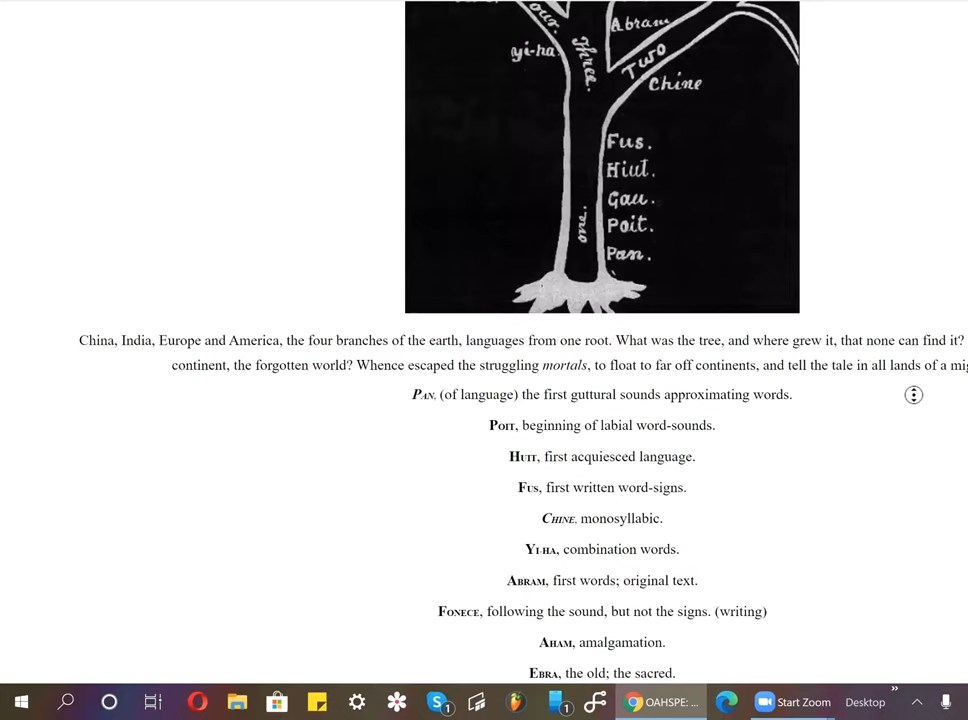 our.
Abram
yi-ha.
Three.
Two
Chine
Fus.
Hiut.
Gau.
one.
Poit.
Pan.
China, India, Europe and America, the four branches of the earth, languages from one root. What was the tree, and where grew it, that none can find it?
continent, the forgotten world? Whence escaped the struggling mortals, to float to far off continents, and tell the tale in all lands of a
PAN, (of language) the first guttural sounds approximating words.
POIT, beginning of labial word-sounds.
HUIT, first acquiesced language.
FUS, first written word-signs.
CHINE, monosyllabic.
YI-HA, combination words.
ABRAM, first words; original text.
FONECE, following the sound, but not the signs. (writing)
AHAM, amalgamation.
EBRA, the old; the sacred.
OAHSPE: ...
Start Zoom
Desktop
»
1
1